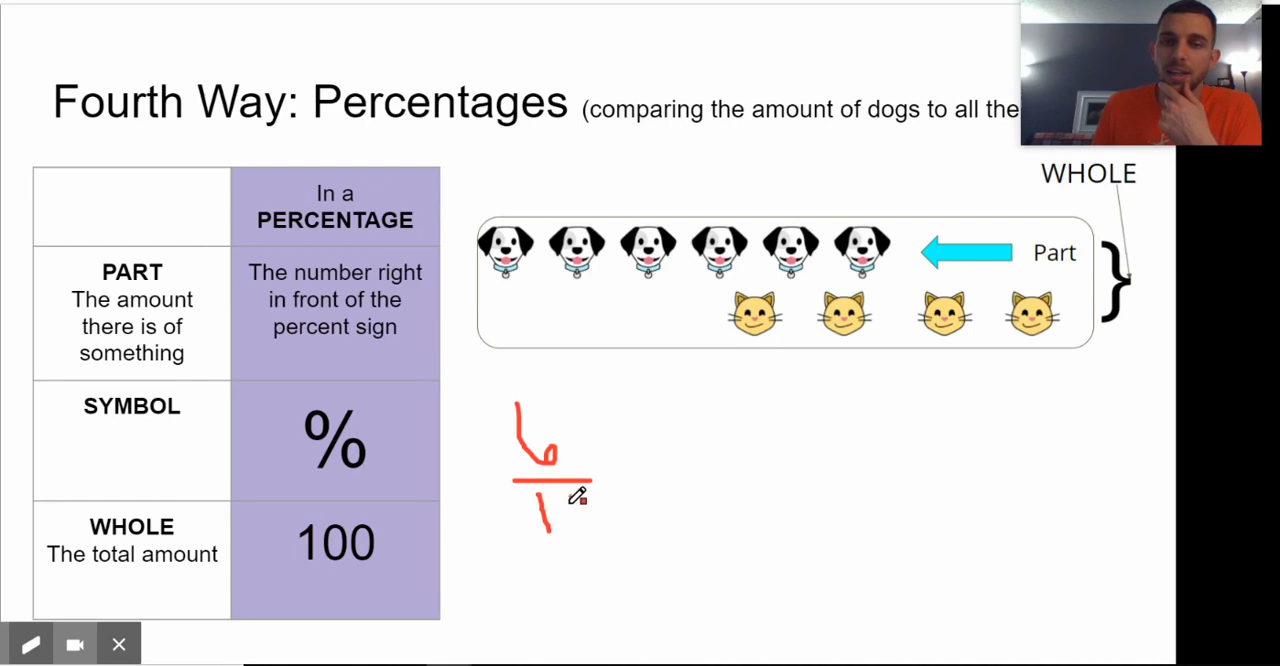 Fourth Way: Percentages (comparing the amount of dogs to all the
In a
PERCENTAGE
PART
The amount
there is of
something
The number right
in front of the
percent sign
SYMBOL
%
WHOLE
The total amount
100
WHOLE
Part
6
1